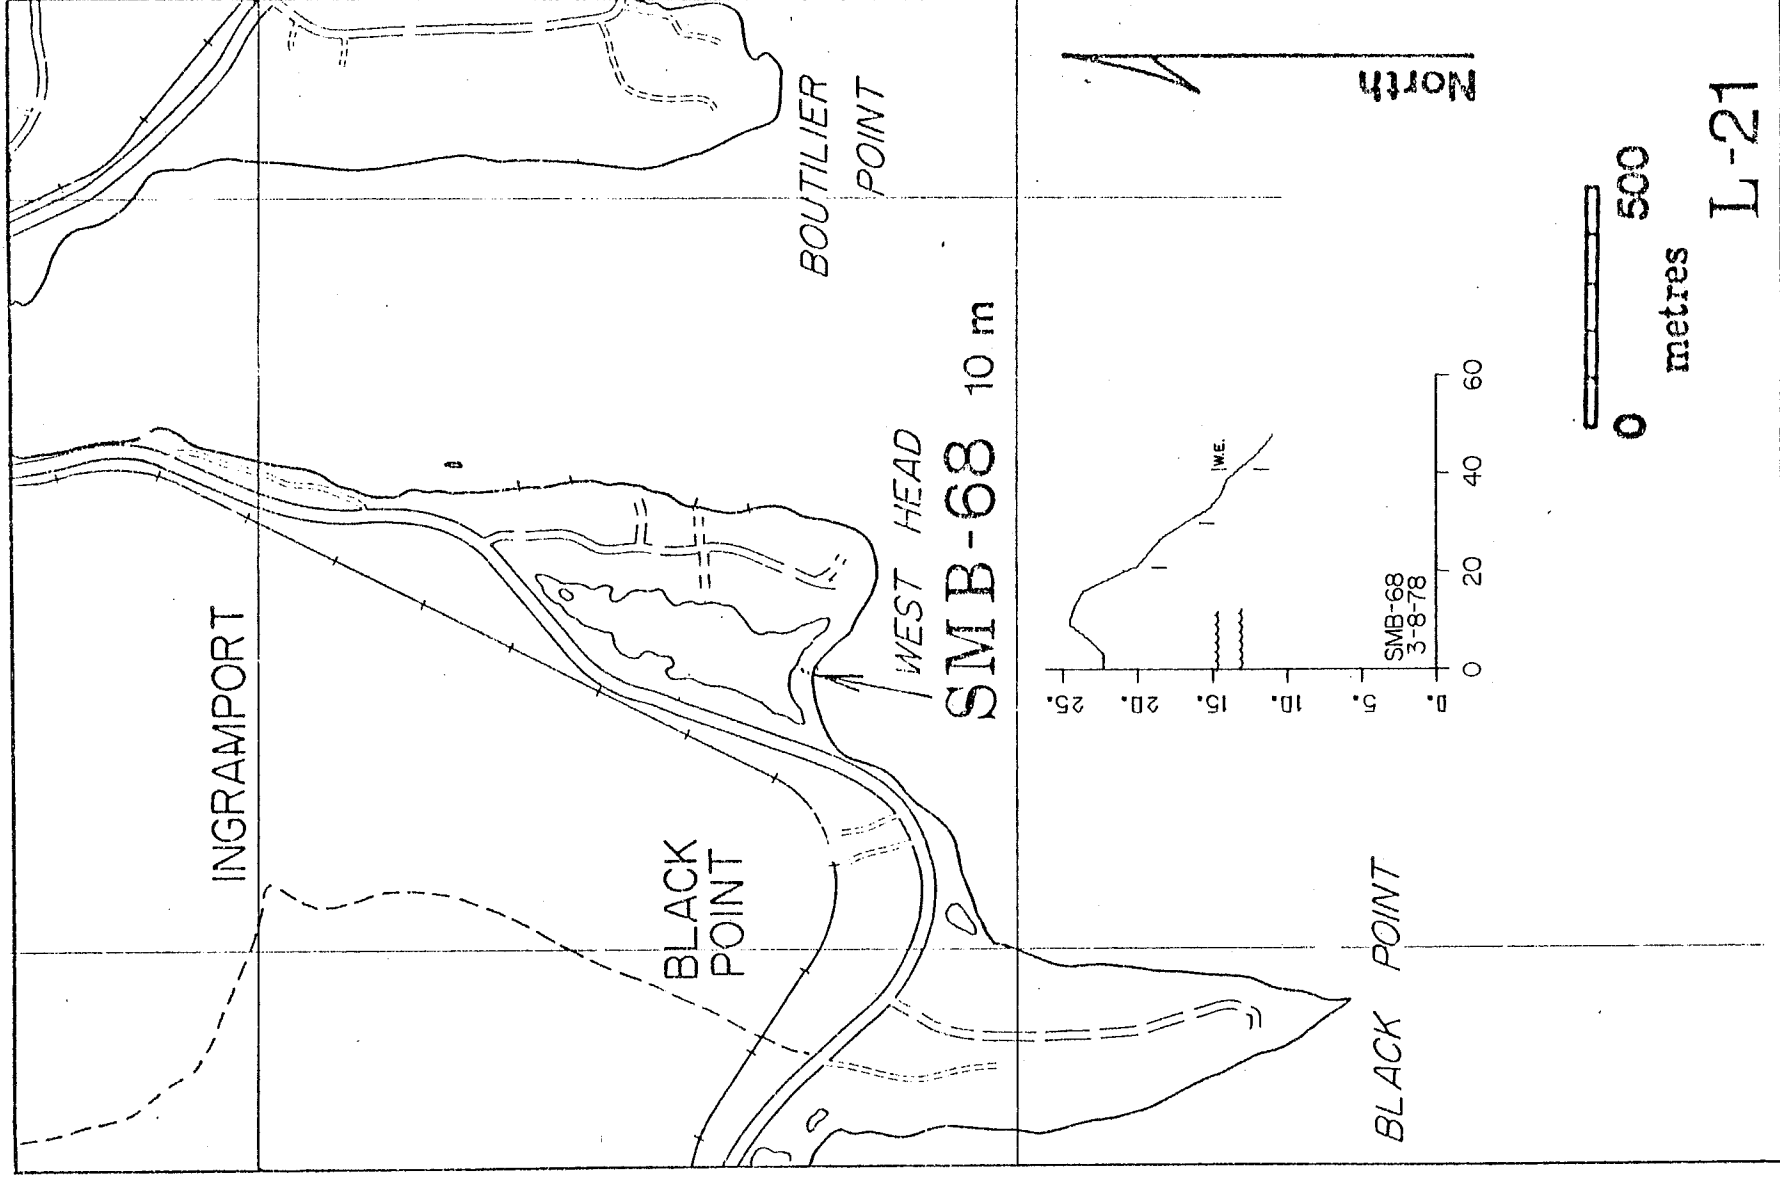 INGRAMPORT
BLACK
POINT
BOUTILIER
POINT
WEST HEAD
SMB-68 10 m
25.
20.
15.
10.
5.
0.
W.E.
SMB-68
3-8-78
0 20 40 60
BLACK POINT
North
0 500
metres
L-21